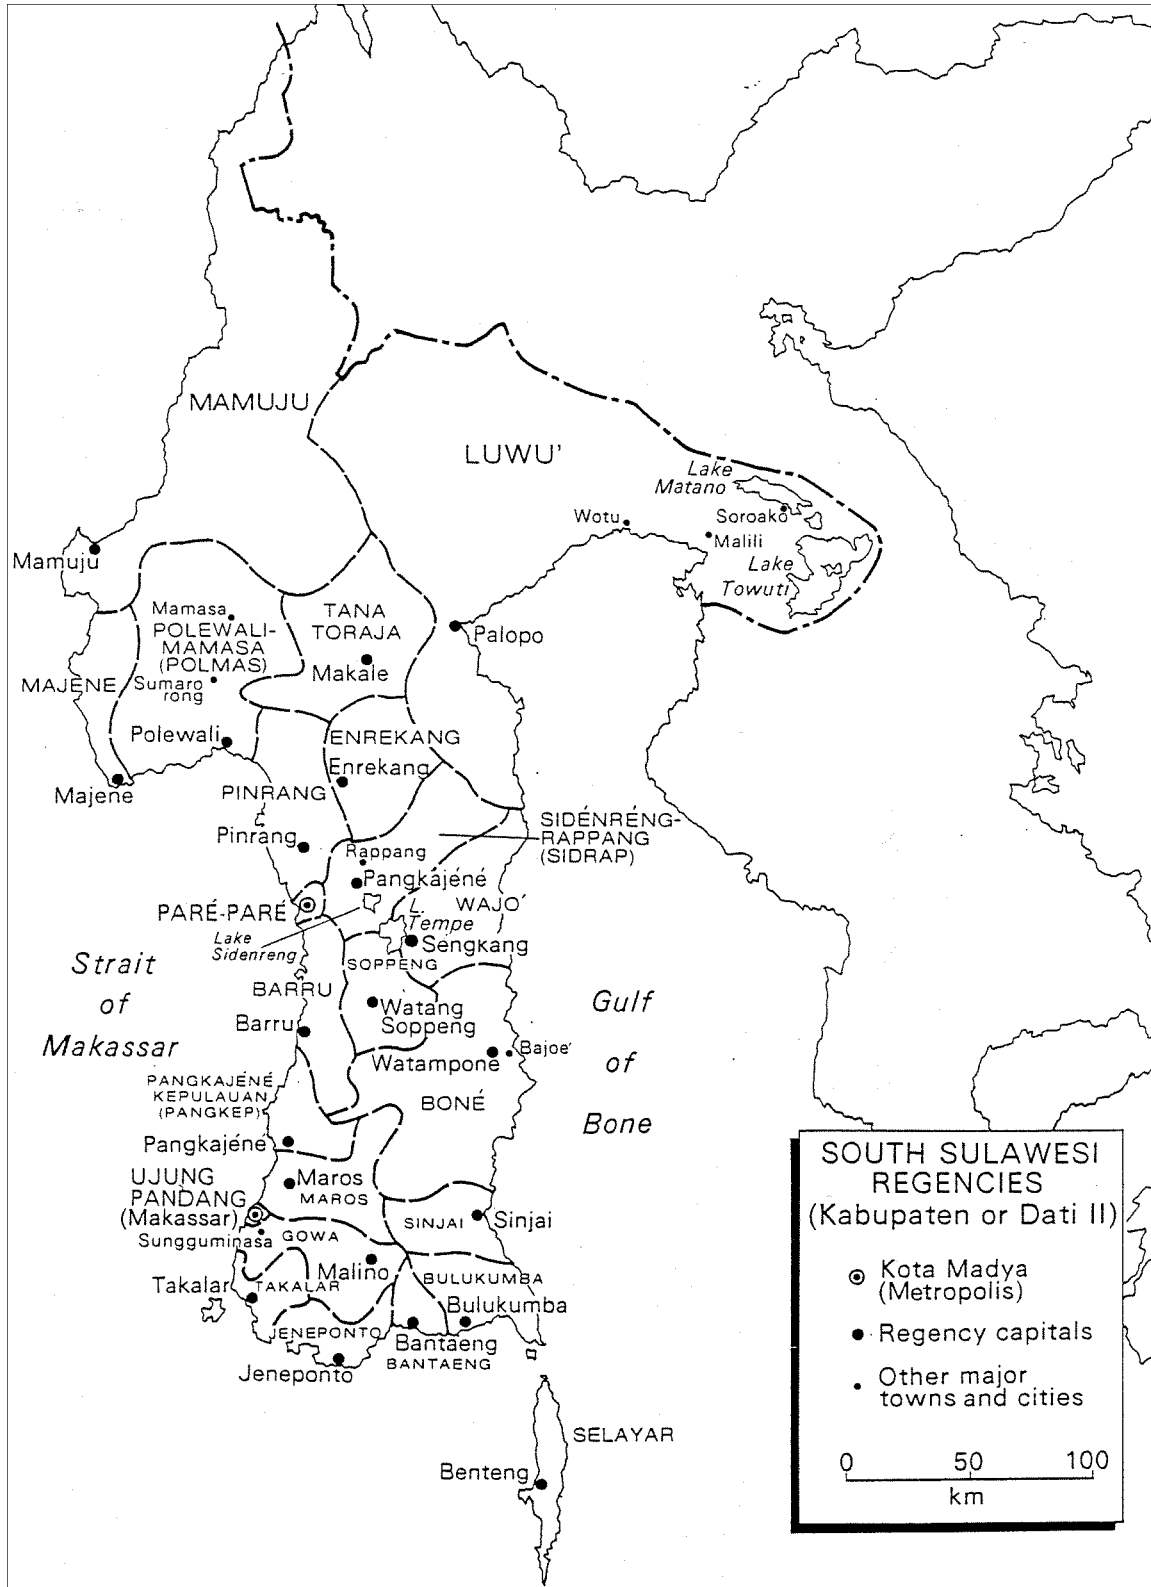 MAMUJU
LUWU'
Lake
Matano
Wotu
Soroako
Malili
Lake
Towuti
Mamuju
Mamasa
POLEWALI-
MAMASA
(POLMAS)
TANA
TORAJA
Makale
Palopo
MAJENE
Sumaro
rong
Polewali
ENREKANG
Enrekang
Majene
PINRANG
Pinrang
SIDÉNRÉNG-
RAPPANG
(SIDRAP)
Rappang
Pangkajéné
PARÉ-PARÉ
WAJO'
L.
Tempe
Lake
Sidenreng
Sengkang
SOPPENG
Strait
of
Makassar
BARRU
Barru
Watang
Soppeng
Gulf
of
Bone
Watampone
Bajoe'
PANGKAJÉNÉ
KEPULAUAN
(PANGKEP)
BONÉ
Pangkajéné
UJUNG
PANDANG
(Makassar)
Maros
MAROS
Sungguminasa
GOWA
SINJAI
Sinjai
Malino
Takalar
TAKALAR
BULUKUMBA
Bulukumba
JENEPONTO
Jeneponto
Bantaeng
BANTAENG
SELAYAR
Benteng
SOUTH SULAWESI
REGENCIES
(Kabupaten or Dati II)
Kota Madya
(Metropolis)
Regency capitals
Other major
towns and cities
0 50 100
km